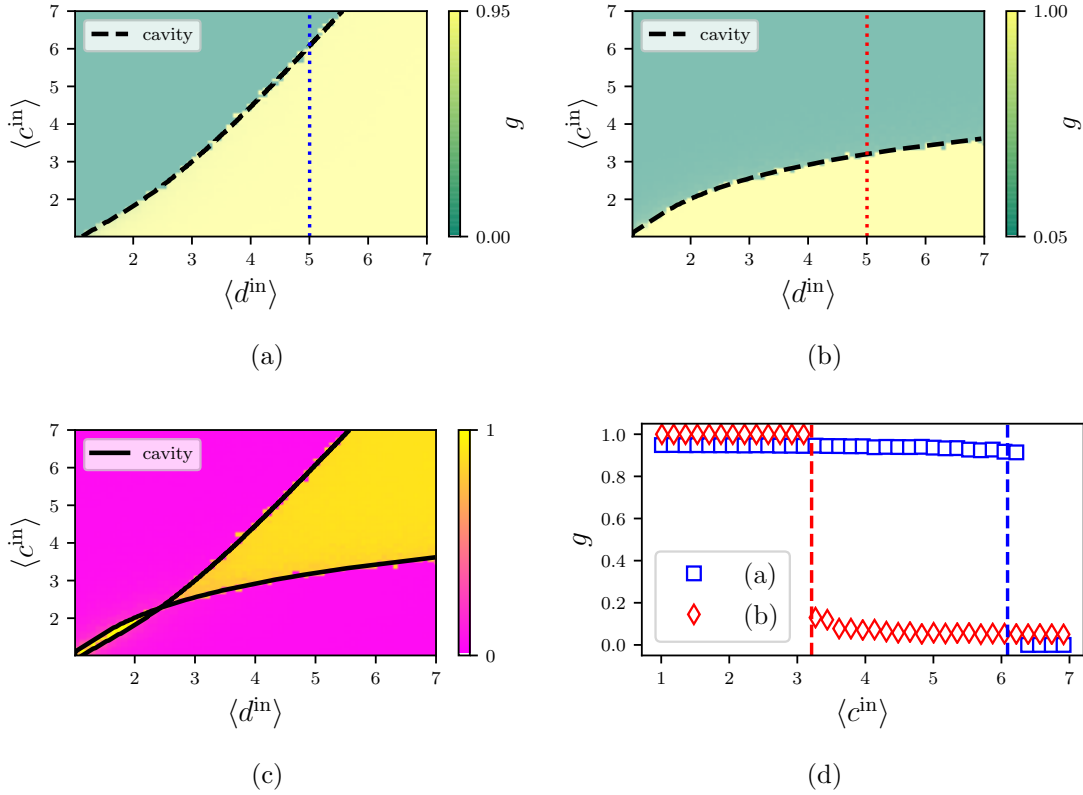 cavity
7
6
5
4
3
2
⟨c^in⟩
2 3 4 5 6 7
⟨d^in⟩
0.95
g
0.00
(a)
cavity
7
6
5
4
3
2
⟨c^in⟩
2 3 4 5 6 7
⟨d^in⟩
1.00
g
0.05
(b)
cavity
7
6
5
4
3
2
⟨c^in⟩
2 3 4 5 6 7
⟨d^in⟩
1
0
(c)
1.0
0.8
0.6
0.4
0.2
0.0
g
(a)
(b)
1 2 3 4 5 6 7
⟨c^in⟩
(d)